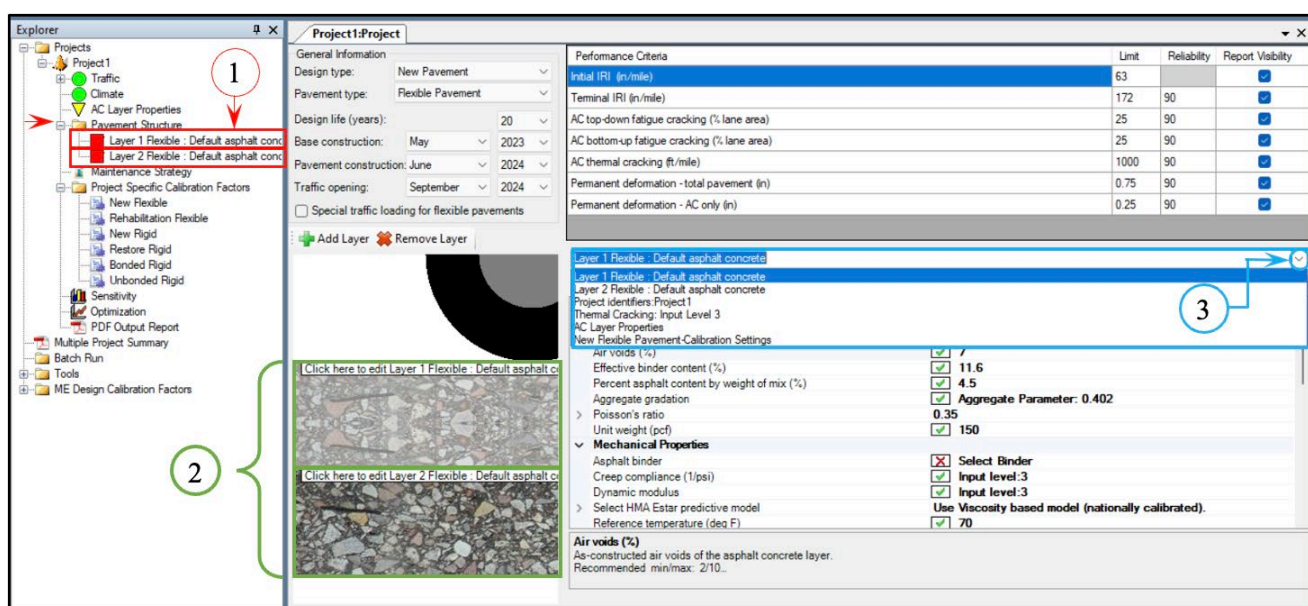 Explorer
Projects
Project1
Traffic
Climate
AC Layer Properties
Pavement Structure
Layer 1 Flexible : Default asphalt conc
Layer 2 Flexible : Default asphalt conc
Maintenance Strategy
Project Specific Calibration Factors
New Flexible
Rehabilitation Flexible
New Rigid
Restore Rigid
Bonded Rigid
Unbonded Rigid
Sensitivity
Optimization
PDF Output Report
Multiple Project Summary
Batch Run
Tools
ME Design Calibration Factors
1
Project1:Project
General Information
Design type: New Pavement
Pavement type: Flexible Pavement
Design life (years): 20
Base construction: May 2023
Pavement construction: June 2024
Traffic opening: September 2024
Special traffic loading for flexible pavements
Add Layer Remove Layer
Performance Criteria Limit Reliability Report Visibility
Initial IRI (in/mile) 63
Terminal IRI (in/mile) 172 90
AC top-down fatigue cracking (% lane area) 25 90
AC bottom-up fatigue cracking (% lane area) 25 90
AC thermal cracking (ft/mile) 1000 90
Permanent deformation - total pavement (in) 0.75 90
Permanent deformation - AC only (in) 0.25 90
2
Click here to edit Layer 1 Flexible : Default asphalt c
Click here to edit Layer 2 Flexible : Default asphalt c
Layer 1 Flexible : Default asphalt concrete
Layer 1 Flexible : Default asphalt concrete
Layer 2 Flexible : Default asphalt concrete
Project identifiers:Project1
Thermal Cracking: Input Level 3
AC Layer Properties
New Flexible Pavement-Calibration Settings
3
Air voids (%) 7
Effective binder content (%) 11.6
Percent asphalt content by weight of mix (%) 4.5
Aggregate gradation Aggregate Parameter: 0.402
Poisson's ratio 0.35
Unit weight (pcf) 150
Mechanical Properties
Asphalt binder Select Binder
Creep compliance (1/psi) Input level:3
Dynamic modulus Input level:3
Select HMA Estar predictive model Use Viscosity based model (nationally calibrated).
Reference temperature (deg F) 70
Air voids (%)
As-constructed air voids of the asphalt concrete layer.
Recommended min/max: 2/10...